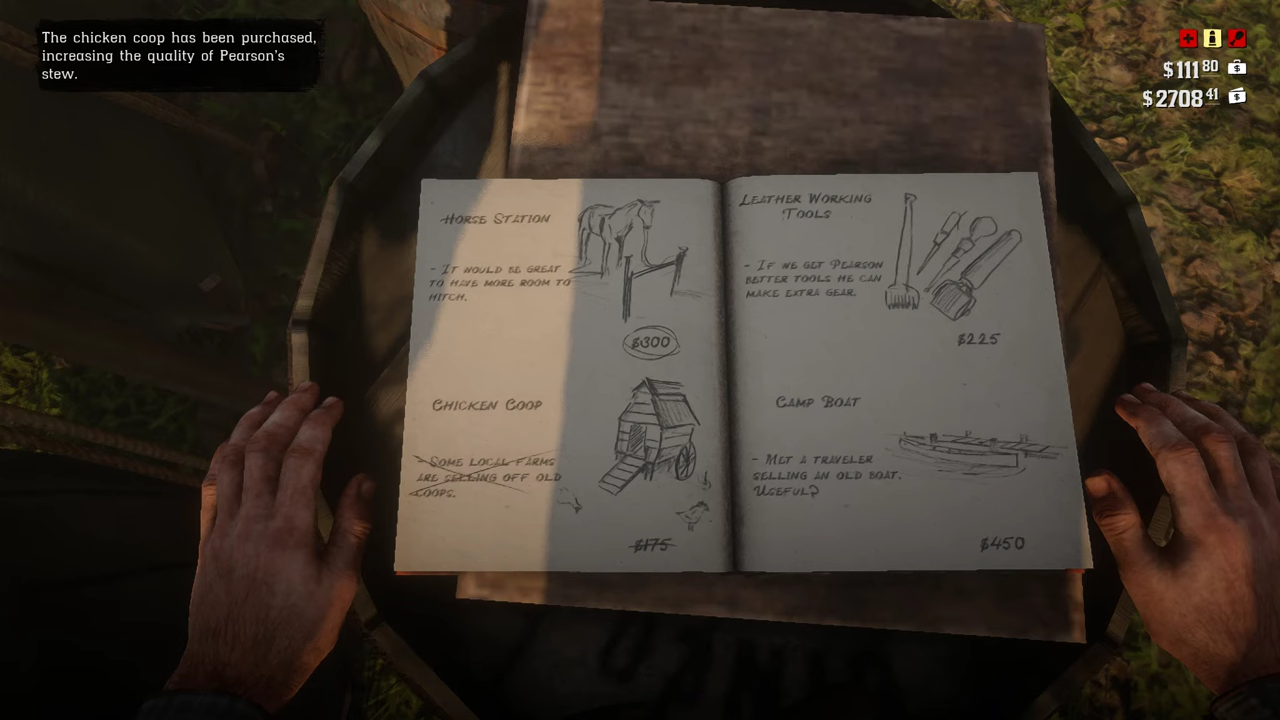 The chicken coop has been purchased,
increasing the quality of Pearson's
stew.
$111 80
$2708 41
Horse Station
- It would be great
to have more room to
hitch.
$300
Chicken Coop
- Some local farms
are selling off old
coops.
$175
Leather Working
Tools
- If we get Pearson
better tools he can
make extra gear.
$225
Camp Boat
- Met a traveler
selling an old boat.
Useful?
$450